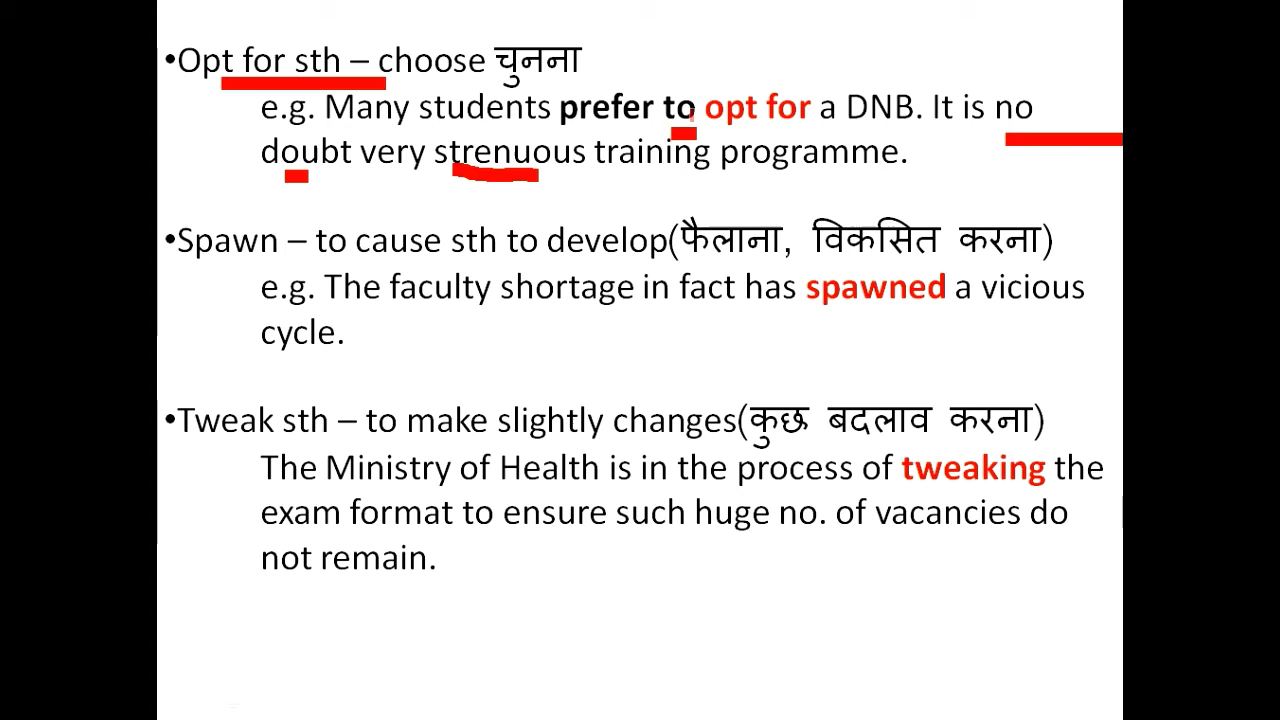 •Opt for sth – choose चुनना
e.g. Many students prefer to opt for a DNB. It is no
doubt very strenuous training programme.
•Spawn – to cause sth to develop(फैलाना, विकसित करना)
e.g. The faculty shortage in fact has spawned a vicious
cycle.
•Tweak sth – to make slightly changes(कुछ बदलाव करना)
The Ministry of Health is in the process of tweaking the
exam format to ensure such huge no. of vacancies do
not remain.